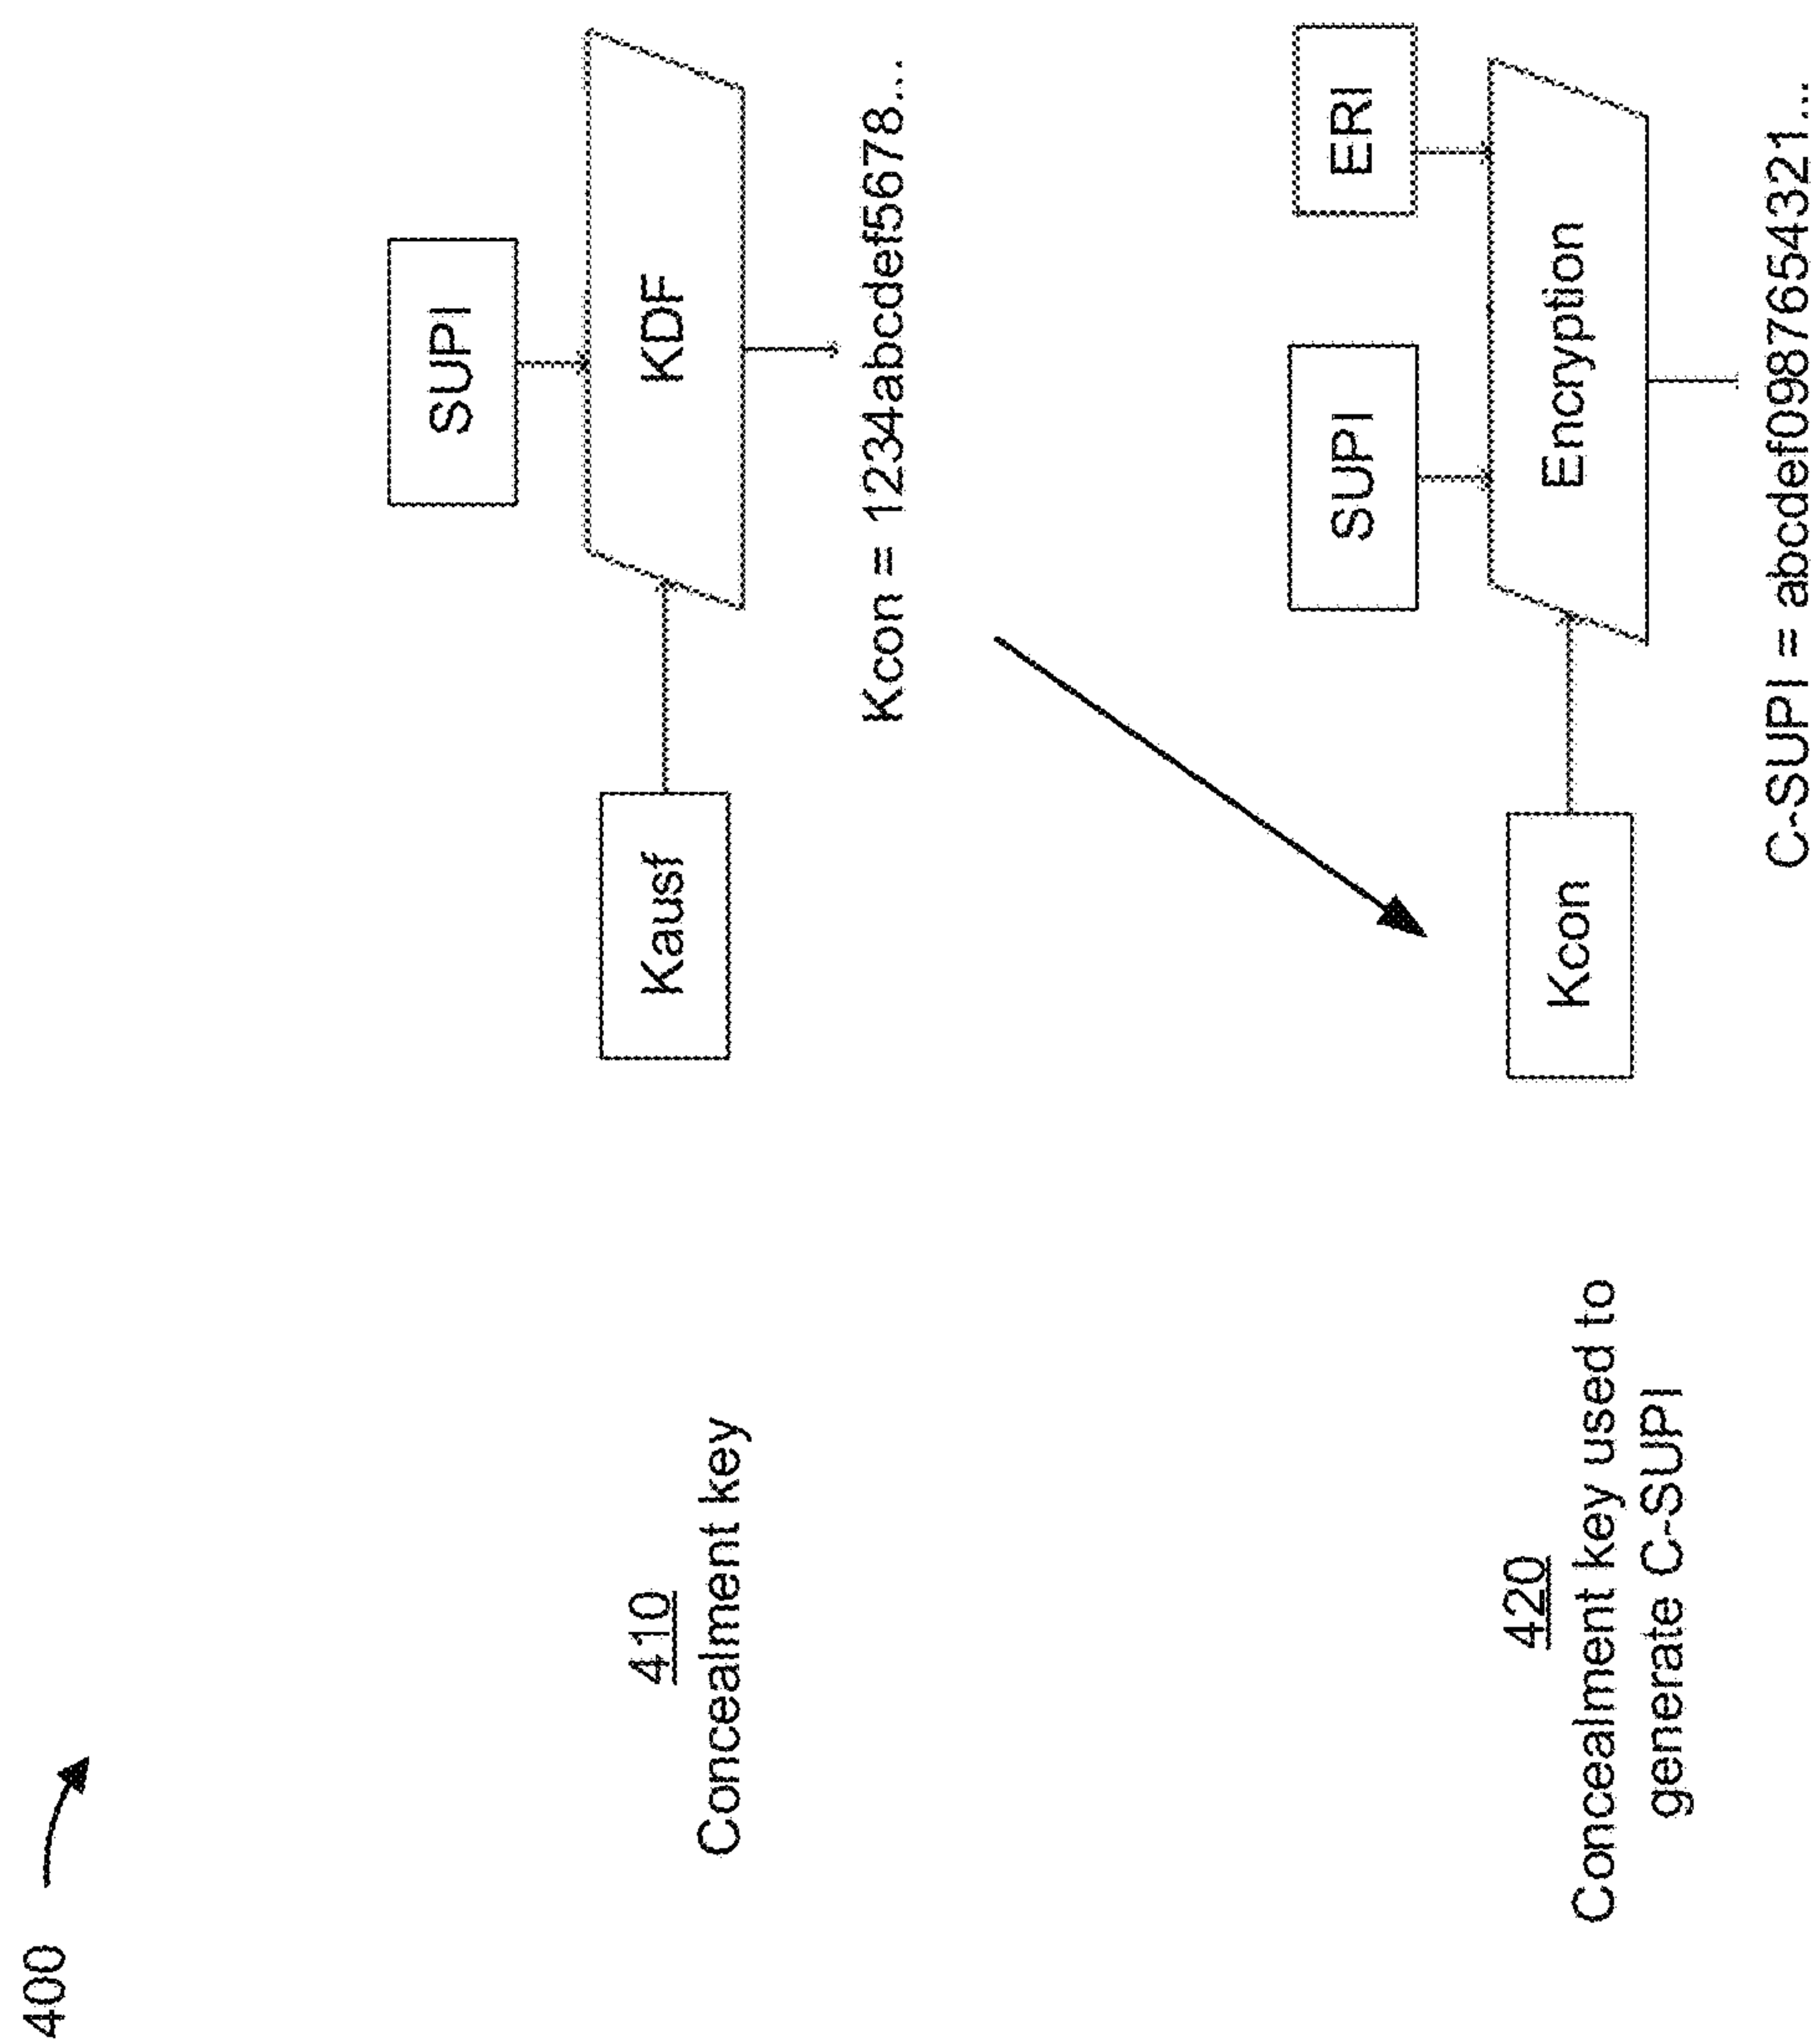 400
410
Concealment key
SUPI
Kausf
KDF
Kcon = 1234abcdef5678...
420
Concealment key used to
generate C-SUPI
SUPI
ERI
Kcon
Encryption
C-SUPI = abcdef0987654321...